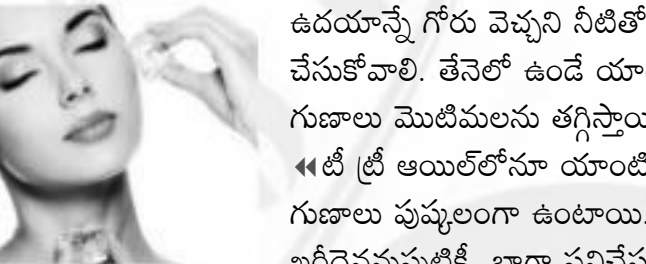 ఉదయాన్నే గోరు వెచ్చని నీటితో
చేసుకోవాలి. తేనెలో ఉండే
గుణాలు మొటిమలను తగ్గిస్తాయి
టీ ట్రీ ఆయిల్‌లోనూ యాంటి
గుణాలు పుష్కలంగా ఉంటాయి.